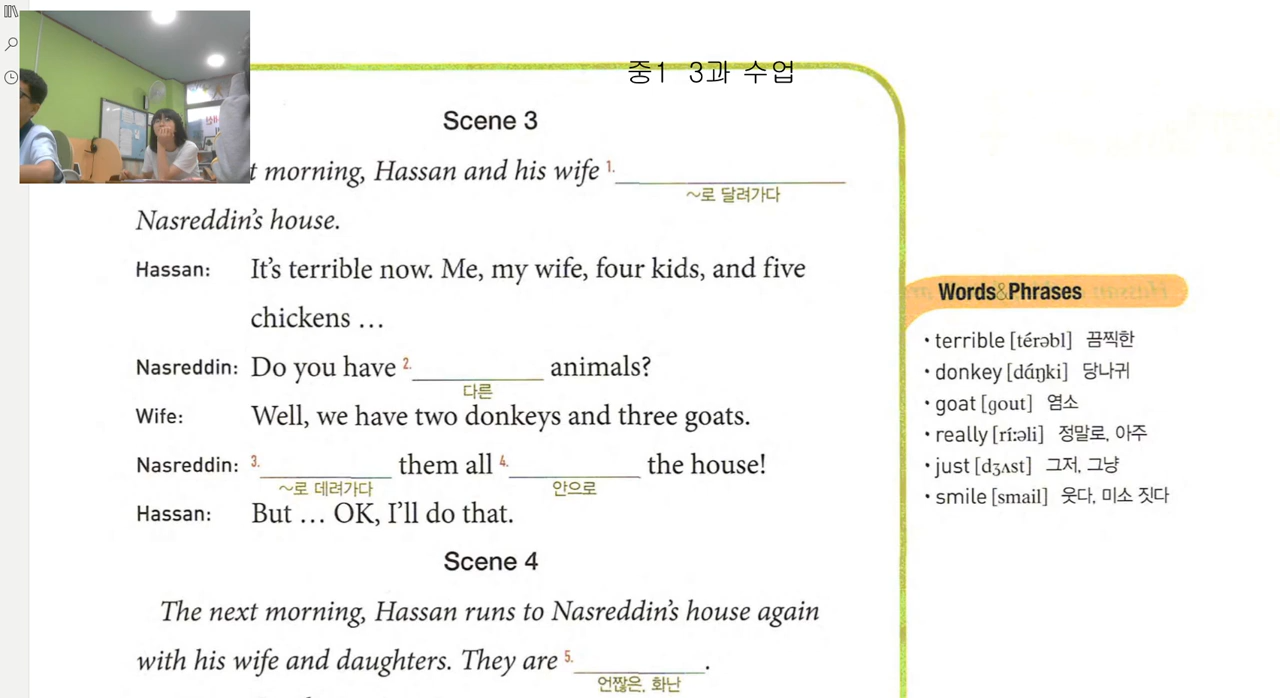 중1 3과 수업
Scene 3
t morning, Hassan and his wife 1. ____________
~로 달려가다
Nasreddin's house.
Hassan: It's terrible now. Me, my wife, four kids, and five
chickens …
Nasreddin: Do you have 2. ____________ animals?
다른
Wife: Well, we have two donkeys and three goats.
Nasreddin: 3. ____________ them all 4. ____________ the house!
~로 데려가다 안으로
Hassan: But … OK, I'll do that.
Scene 4
The next morning, Hassan runs to Nasreddin's house again
with his wife and daughters. They are 5. ____________.
언짢은, 화난
Words&Phrases
• terrible [térəbl] 끔찍한
• donkey [dáŋki] 당나귀
• goat [gout] 염소
• really [ríːəli] 정말로, 아주
• just [dʒʌst] 그저, 그냥
• smile [smail] 웃다, 미소 짓다